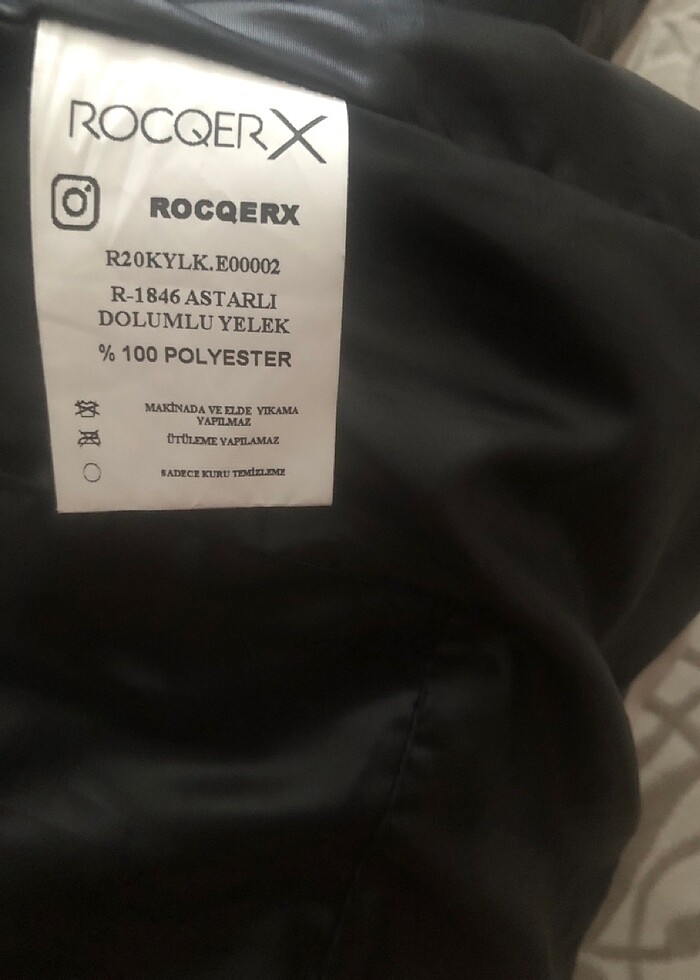 ROCQERX
ROCQERX
R20KYLK.E00002
R-1846 ASTARLI
DOLUMLU YELEK
% 100 POLYESTER
MAKİNADA VE ELDE YIKAMA
YAPILMAZ
ÜTÜLEME YAPILAMAZ
SADECE KURU TEMİZLEME